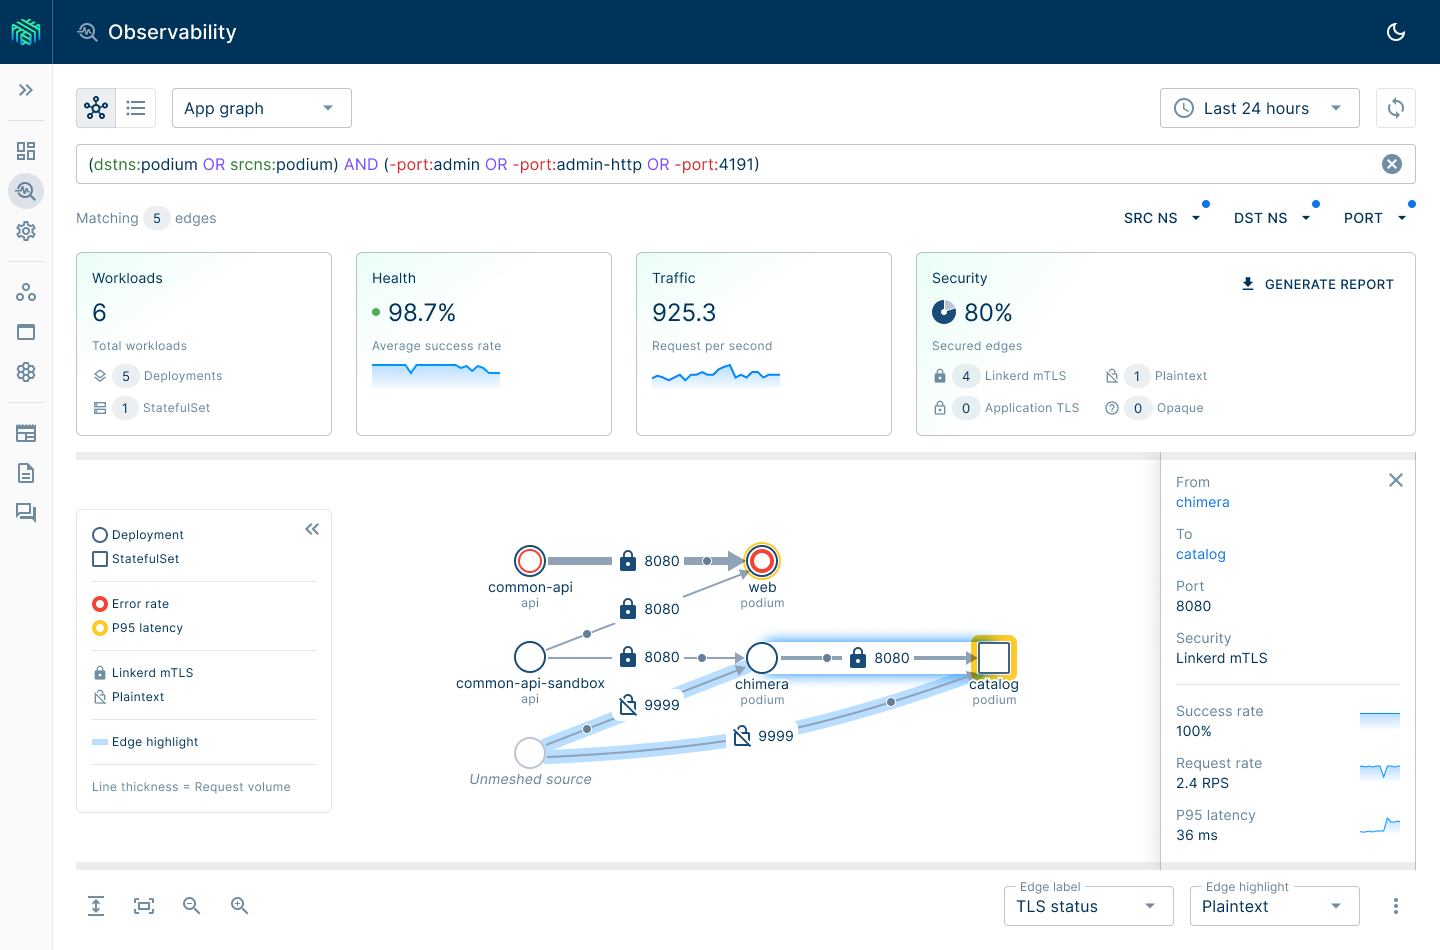 Observability
App graph
Last 24 hours
(dstns:podium OR srcns:podium) AND (-port:admin OR -port:admin-http OR -port:4191)
Matching 5 edges
SRC NS
DST NS
PORT
Workloads
6
Total workloads
5 Deployments
1 StatefulSet
Health
98.7%
Average success rate
Traffic
925.3
Request per second
Security
GENERATE REPORT
80%
Secured edges
4 Linkerd mTLS
1 Plaintext
0 Application TLS
0 Opaque
Deployment
StatefulSet
Error rate
P95 latency
Linkerd mTLS
Plaintext
Edge highlight
Line thickness = Request volume
8080
common-api
api
web
podium
8080
8080
common-api-sandbox
api
chimera
podium
8080
catalog
podium
9999
9999
Unmeshed source
From
chimera
To
catalog
Port
8080
Security
Linkerd mTLS
Success rate
100%
Request rate
2.4 RPS
P95 latency
36 ms
Edge label
TLS status
Edge highlight
Plaintext